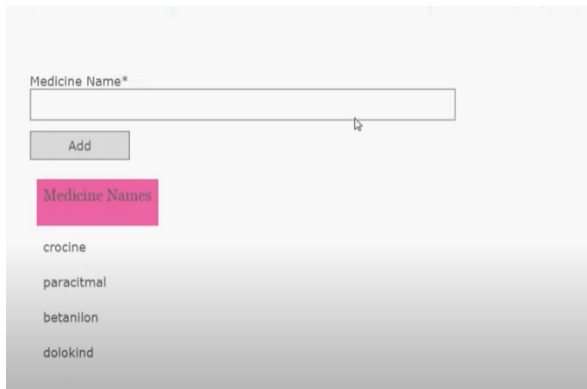 Medicine Name*
Add
Medicine Names
crocine
paracitmal
betanilon
dolokind